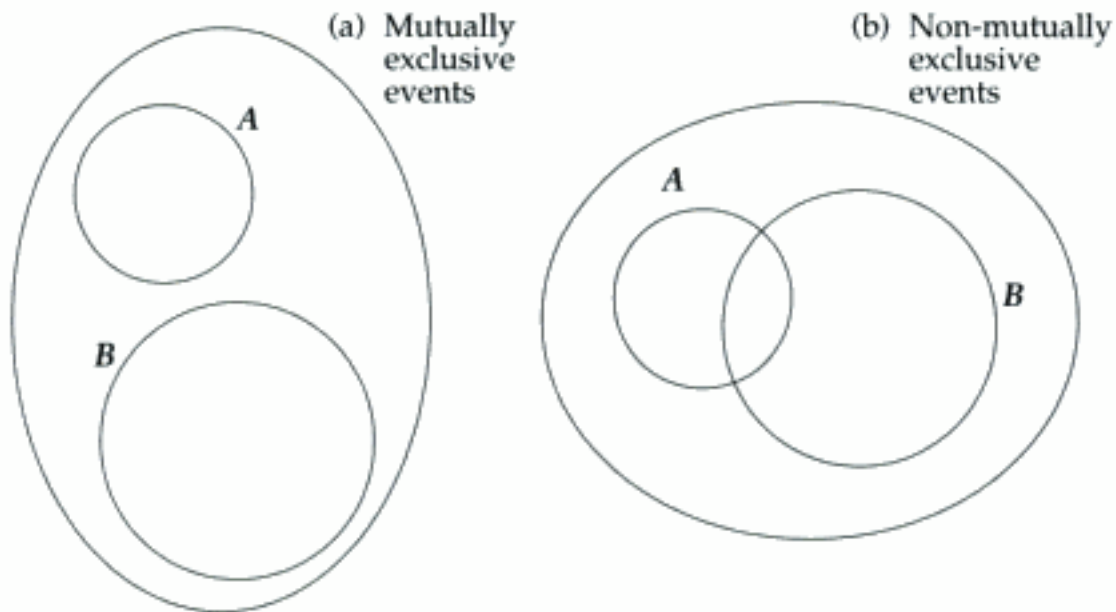 (a) Mutually
exclusive
events
A
B
(b) Non-mutually
exclusive
events
A
B